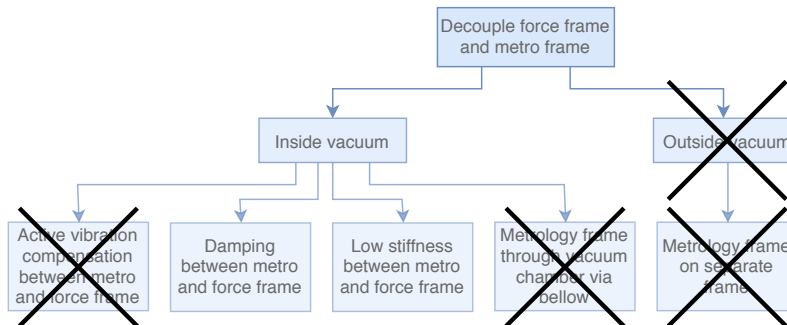 Decouple force frame
and metro frame
Inside vacuum
Outside vacuum
Active vibration
compensation
between metro
and force frame
Damping
between metro
and force frame
Low stiffness
between metro
and force frame
Metrology frame
through vacuum
chamber via
bellow
Metrology frame
on separate
frame